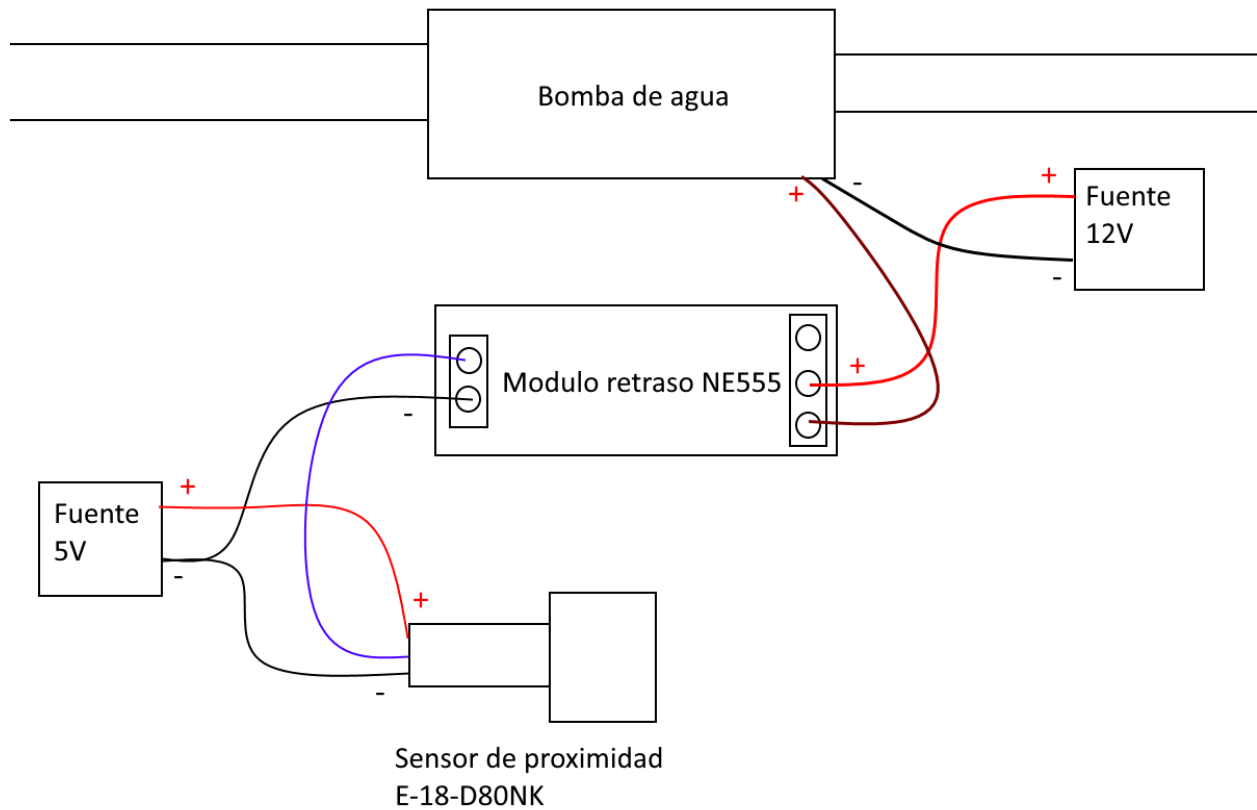 Bomba de agua
+
-
+
Fuente
12V
-
Modulo retraso NE555
+
-
Fuente
5V
+
-
+
-
Sensor de proximidad
E-18-D80NK